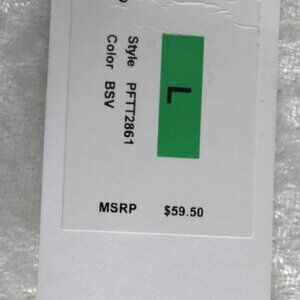 Style PFTT2861
Color BSV
L
MSRP $59.50